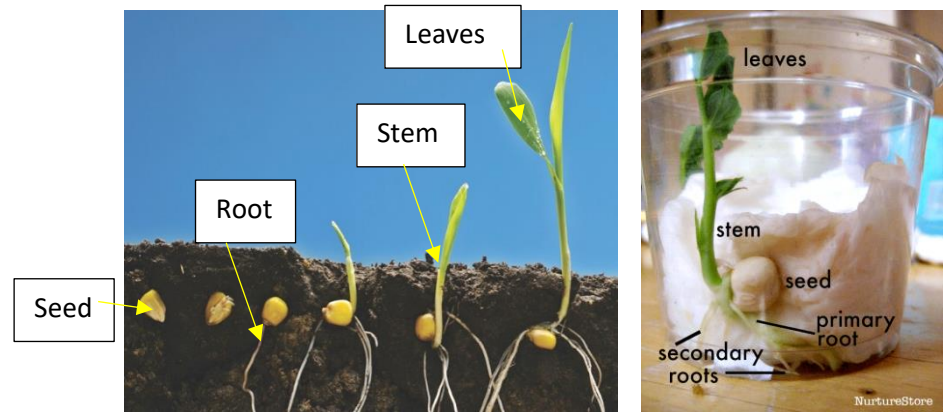 Leaves
Stem
Root
Seed
leaves
stem
seed
primary
root
secondary
roots
NurtureStore